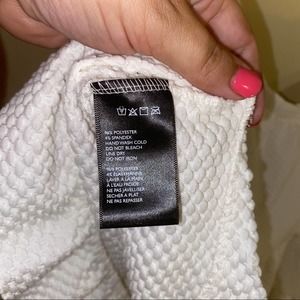 96% POLYESTER
4% SPANDEX
HAND WASH COLD
DO NOT BLEACH
LINE DRY
DO NOT IRON
96% POLYESTER
4% ÉLASTHANNE
LAVER À LA MAIN
À L'EAU FROIDE
NE PAS JAVELLISER
SÉCHER À PLAT
NE PAS REPASSER